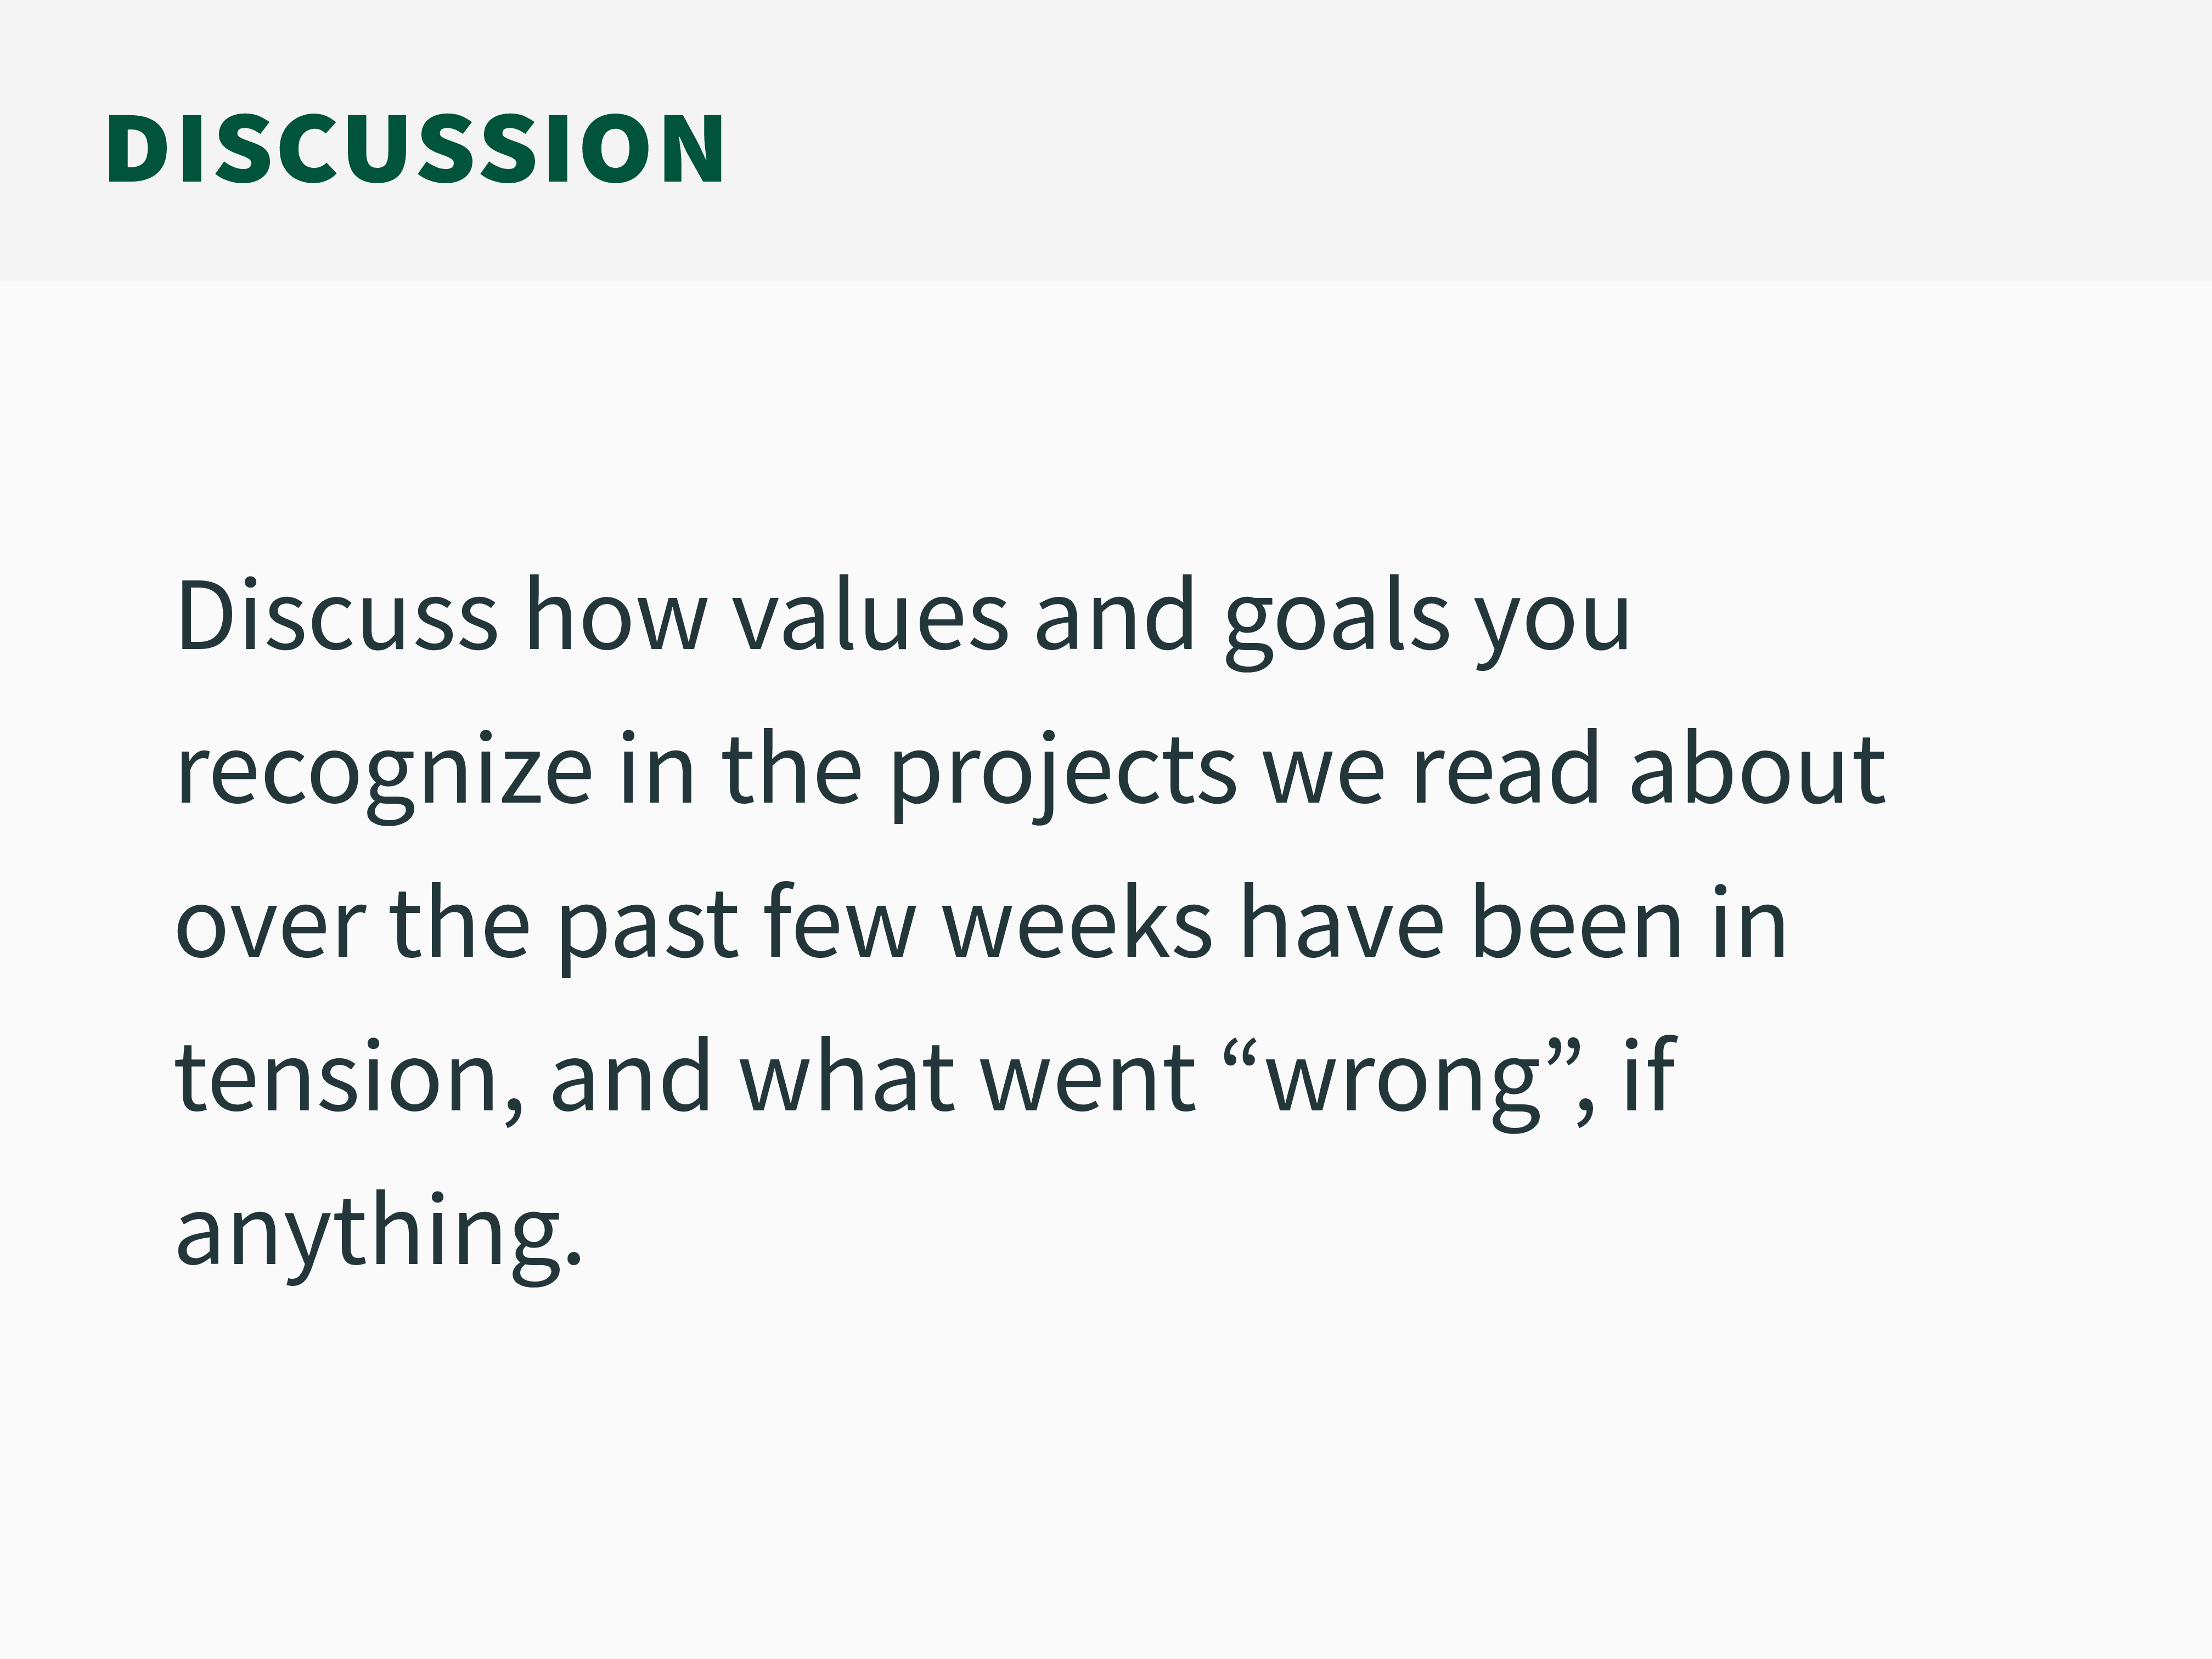 DISCUSSION
Discuss how values and goals you
recognize in the projects we read about
over the past few weeks have been in
tension, and what went “wrong”, if
anything.